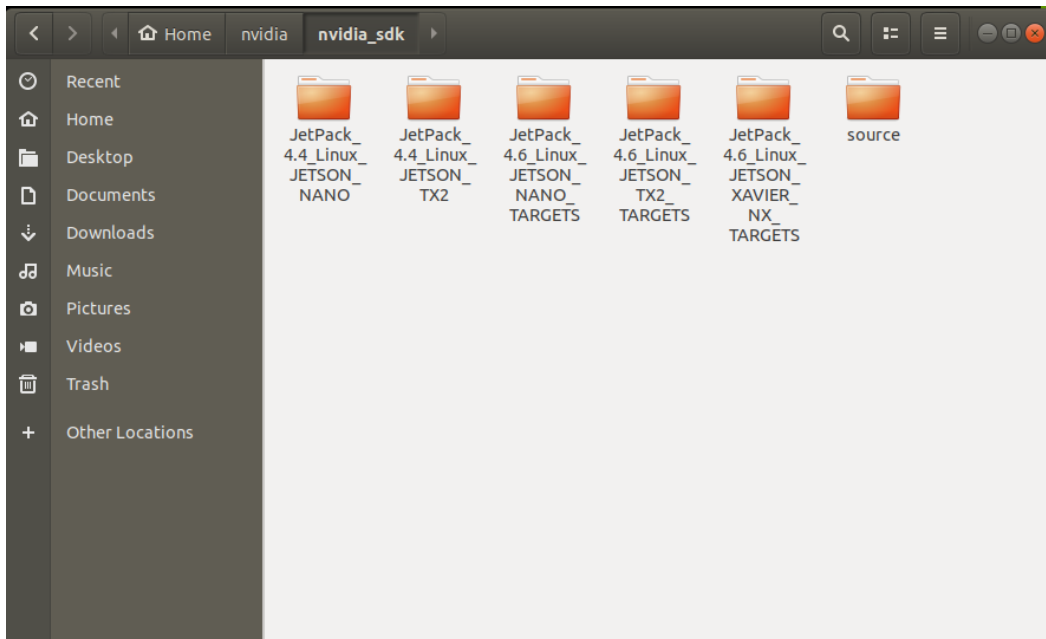 Home
nvidia
nvidia_sdk
Recent
Home
Desktop
Documents
Downloads
Music
Pictures
Videos
Trash
Other Locations
JetPack_
4.4_Linux_
JETSON_
NANO
JetPack_
4.4_Linux_
JETSON_
TX2
JetPack_
4.6_Linux_
JETSON_
NANO_
TARGETS
JetPack_
4.6_Linux_
JETSON_
TX2_
TARGETS
JetPack_
4.6_Linux_
JETSON_
XAVIER_
NX_
TARGETS
source